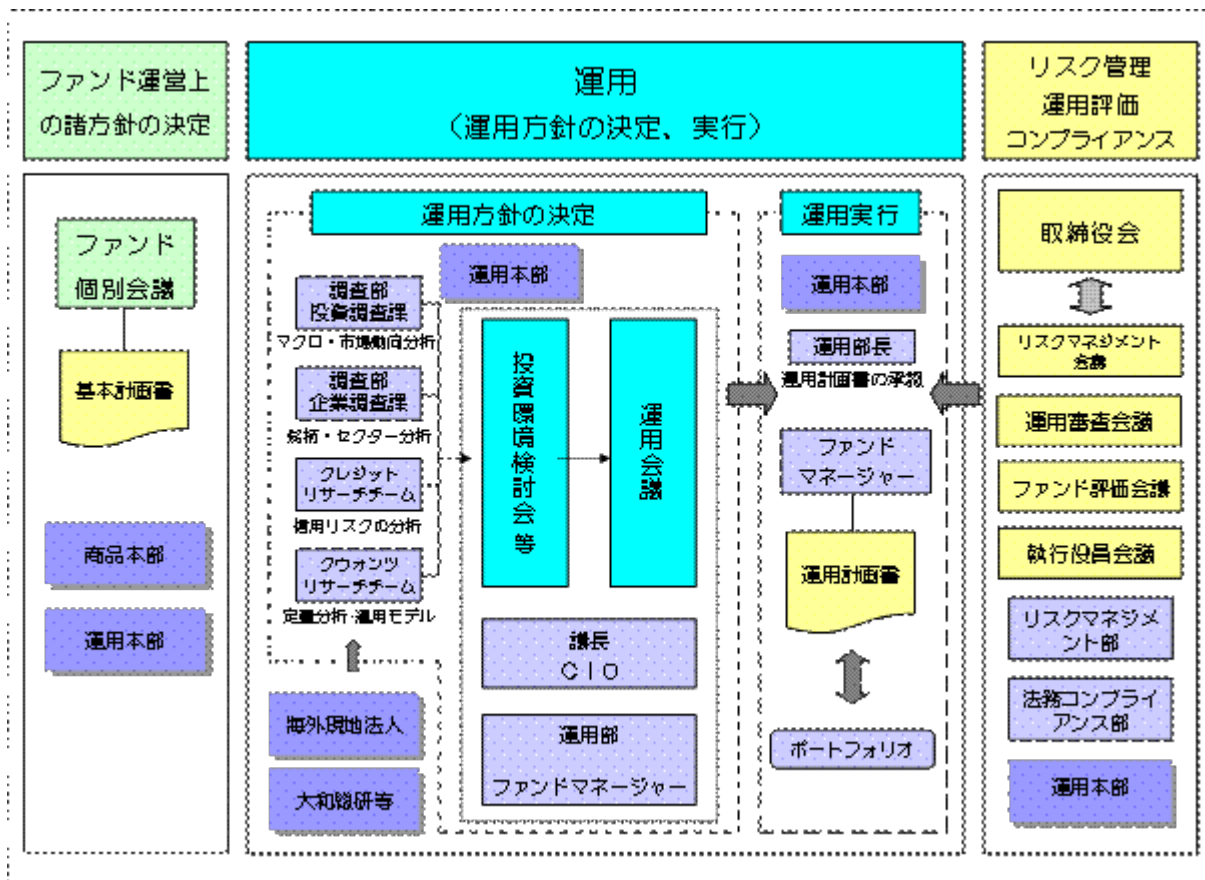 ファンド運営上
の諸方針の決定
運用
（運用方針の決定、実行）
リスク管理
運用評価
コンプライアンス
ファンド
個別会議
基本計画書
商品本部
運用本部
運用方針の決定
運用本部
調査部
投資調査課
マクロ・市場動向分析
調査部
企業調査課
銘柄・セクター分析
クレジット
リサーチチーム
信用リスクの分析
クウォンツ
リサーチチーム
定量分析・運用モデル
海外現地法人
大和総研等
投資環境検討会等
運用会議
議長
CIO
運用部
ファンドマネージャー
運用実行
運用本部
運用部長
運用計画書の承認
ファンド
マネージャー
運用計画書
ポートフォリオ
取締役会
リスクマネジメント
会議
運用審査会議
ファンド評価会議
執行役員会議
リスクマネジメ
ント部
法務コンプライ
アンス部
運用本部